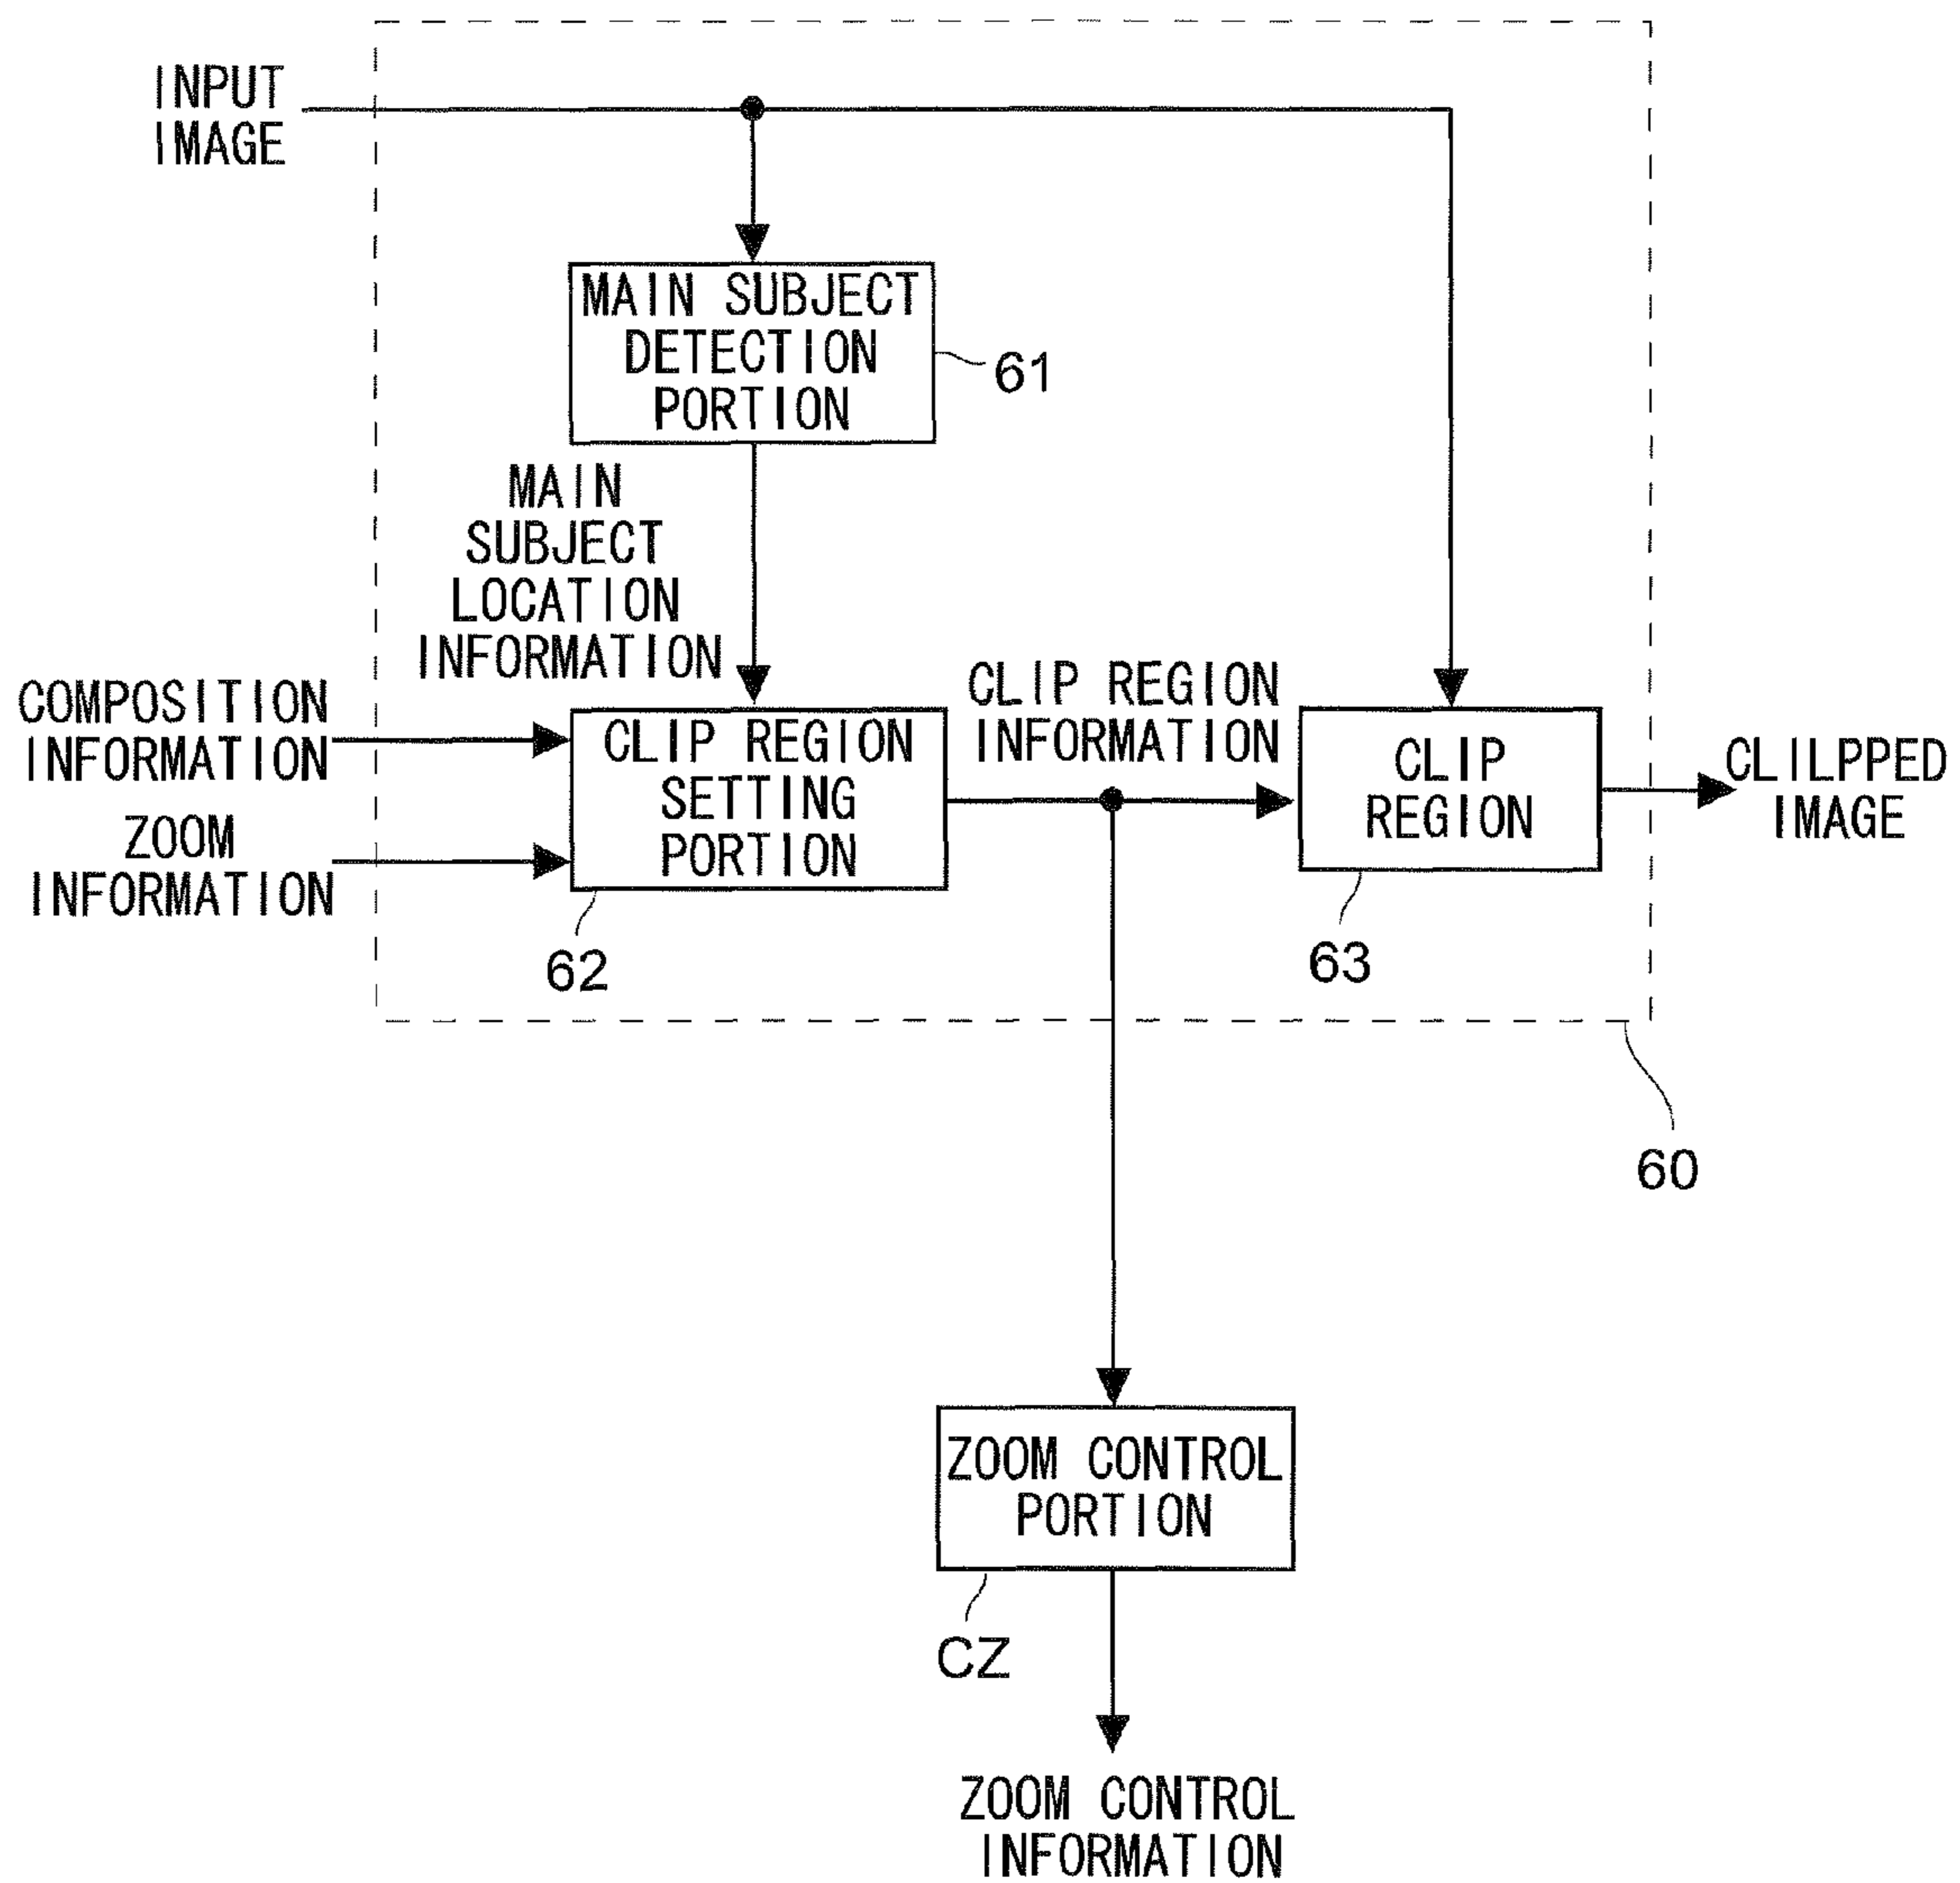 INPUT
IMAGE
MAIN SUBJECT
DETECTION
PORTION
61
MAIN
SUBJECT
LOCATION
INFORMATION
COMPOSITION
INFORMATION
ZOOM
INFORMATION
CLIP REGION
SETTING
PORTION
62
CLIP REGION
INFORMATION
CLIP
REGION
63
CLILPPED
IMAGE
60
ZOOM CONTROL
PORTION
CZ
ZOOM CONTROL
INFORMATION